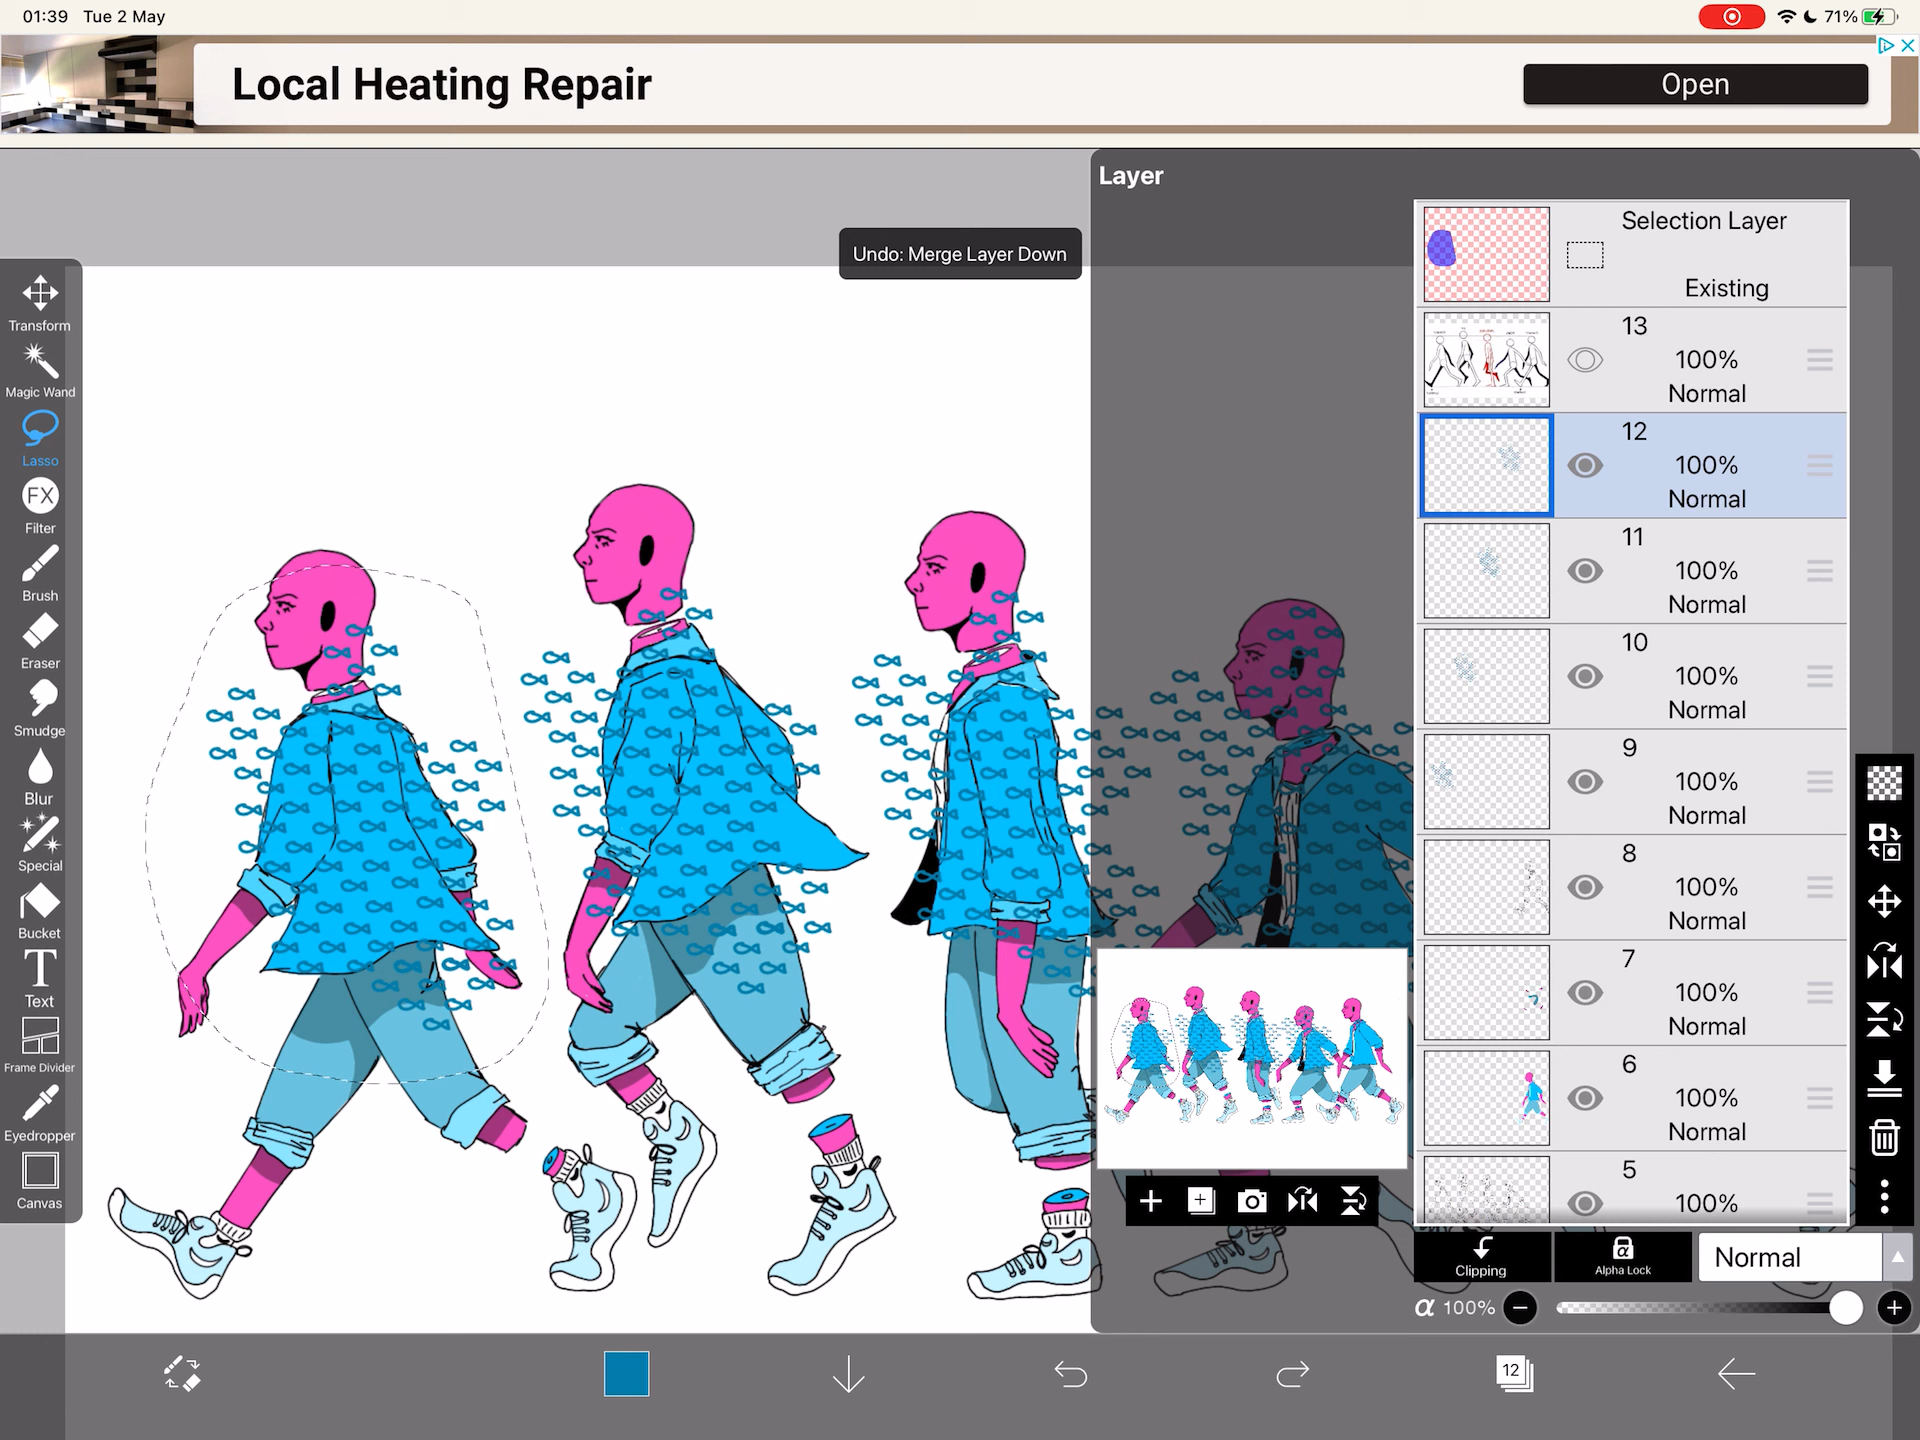 01:39 Tue 2 May
71%
Local Heating Repair
Open
Layer
Undo: Merge Layer Down
Transform
Magic Wand
Lasso
FX
Filter
Brush
Eraser
Smudge
Blur
Special
Bucket
T
Text
Frame Divider
Eyedropper
Canvas
Selection Layer
Existing
13
100%
Normal
12
100%
Normal
11
100%
Normal
10
100%
Normal
9
100%
Normal
8
100%
Normal
7
100%
Normal
6
100%
Normal
5
100%
Clipping
α
Alpha Lock
Normal
α 100%
12